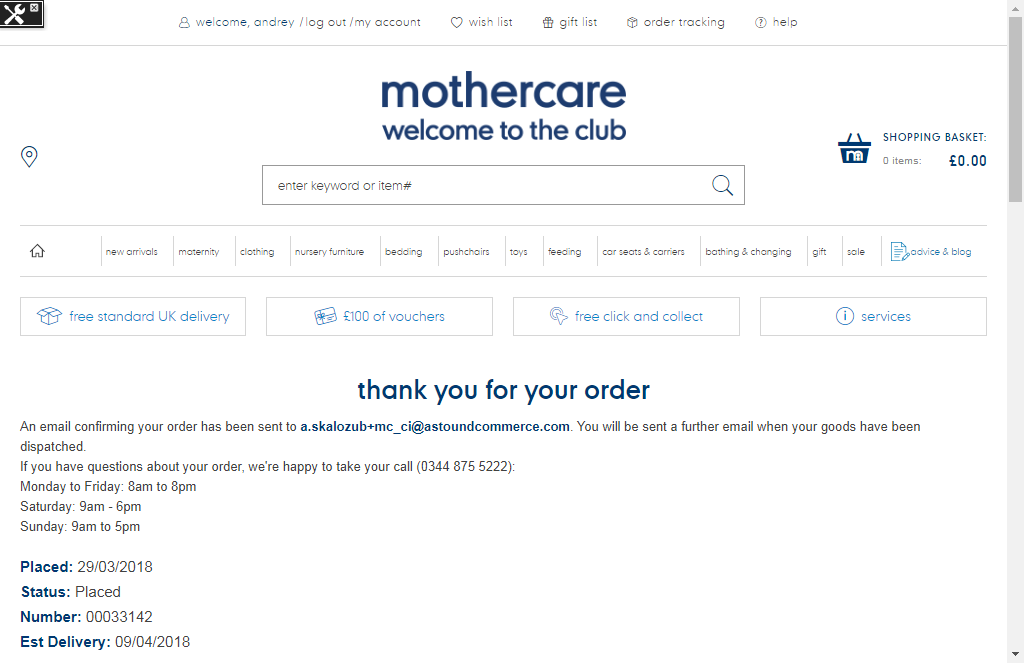 welcome, andrey /log out /my account wish list gift list order tracking help
mothercare
welcome to the club
SHOPPING BASKET:
0 items: £0.00
enter keyword or item#
new arrivals maternity clothing nursery furniture bedding pushchairs toys feeding car seats & carriers bathing & changing gift sale advice & blog
free standard UK delivery £100 of vouchers free click and collect services
thank you for your order
An email confirming your order has been sent to a.skalozub+mc_ci@astoundcommerce.com. You will be sent a further email when your goods have been
dispatched.
If you have questions about your order, we're happy to take your call (0344 875 5222):
Monday to Friday: 8am to 8pm
Saturday: 9am - 6pm
Sunday: 9am to 5pm
Placed: 29/03/2018
Status: Placed
Number: 00033142
Est Delivery: 09/04/2018